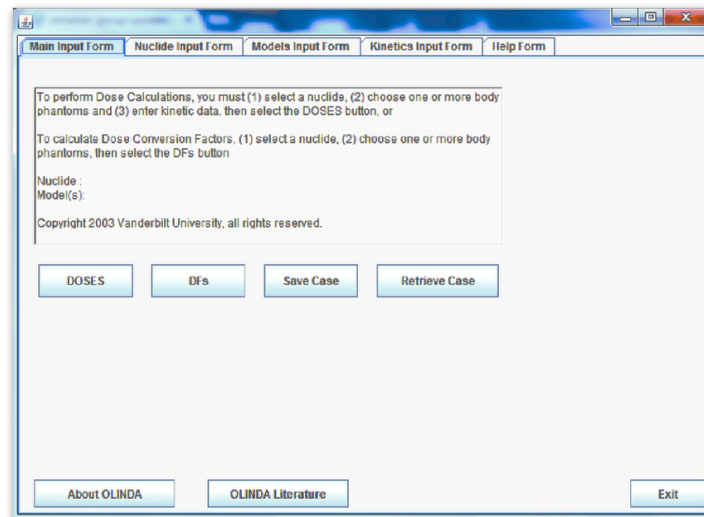 Main Input Form Nuclide Input Form Models Input Form Kinetics Input Form Help Form
To perform Dose Calculations, you must (1) select a nuclide, (2) choose one or more body
phantoms and (3) enter kinetic data, then select the DOSES button, or
To calculate Dose Conversion Factors, (1) select a nuclide, (2) choose one or more body
phantoms, then select the DFs button
Nuclide :
Model(s):
Copyright 2003 Vanderbilt University, all rights reserved.
DOSES DFs Save Case Retrieve Case
About OLINDA OLINDA Literature Exit